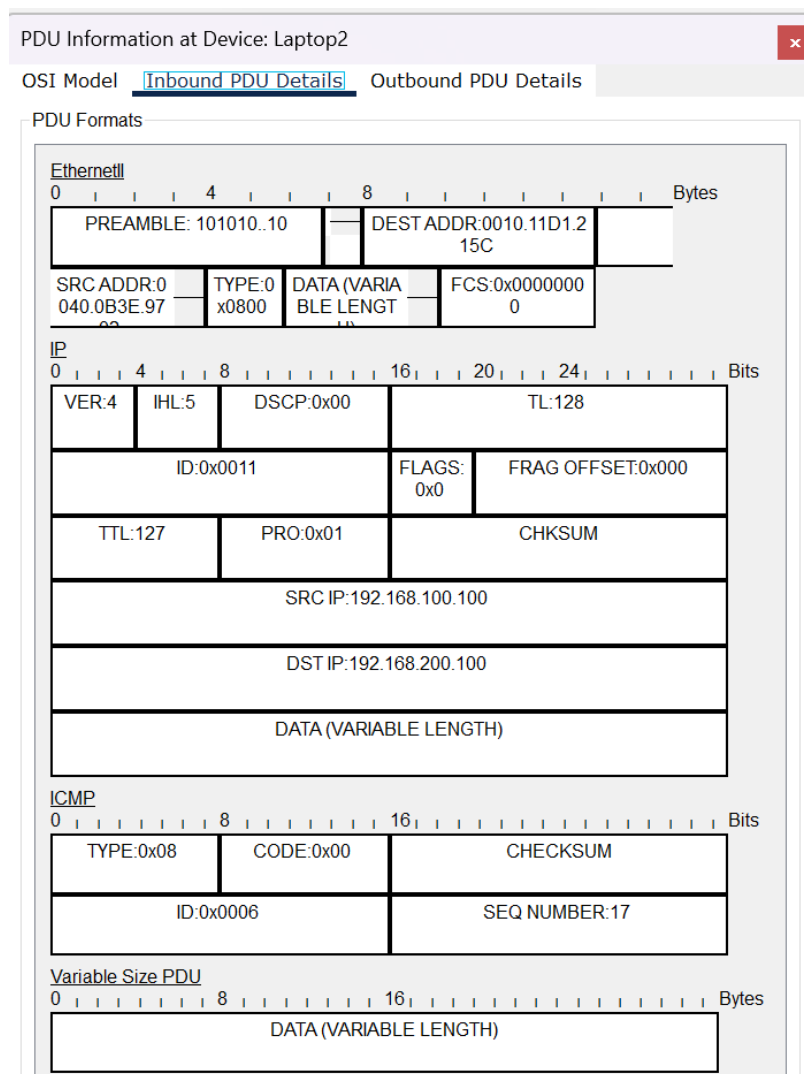 PDU Information at Device: Laptop2
x
OSI Model Inbound PDU Details Outbound PDU Details
PDU Formats
EthernetII
0 4 8 Bytes
PREAMBLE: 101010..10
DEST ADDR:0010.11D1.2
15C
SRC ADDR:0
040.0B3E.97
TYPE:0
x0800
DATA (VARIA
BLE LENGT
H)
FCS:0x0000000
0
IP
0 4 8 16 20 24 Bits
VER:4 IHL:5 DSCP:0x00 TL:128
ID:0x0011 FLAGS:
0x0
FRAG OFFSET:0x000
TTL:127 PRO:0x01 CHKSUM
SRC IP:192.168.100.100
DST IP:192.168.200.100
DATA (VARIABLE LENGTH)
ICMP
0 8 16 Bits
TYPE:0x08 CODE:0x00 CHECKSUM
ID:0x0006 SEQ NUMBER:17
Variable Size PDU
0 8 16 Bytes
DATA (VARIABLE LENGTH)